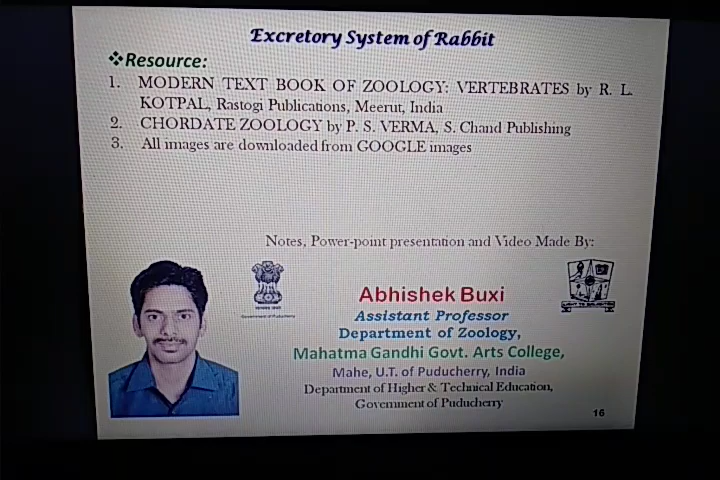 Excretory System of Rabbit
❖Resource:
1. MODERN TEXT BOOK OF ZOOLOGY: VERTEBRATES by R. L.
KOTPAL, Rastogi Publications, Meerut, India
2. CHORDATE ZOOLOGY by P. S. VERMA, S. Chand Publishing
3. All images are downloaded from GOOGLE images
Notes, Power-point presentation and Video Made By:
Government of Puducherry
Abhishek Buxi
Assistant Professor
Department of Zoology,
Mahatma Gandhi Govt. Arts College,
Mahe, U.T. of Puducherry, India
Department of Higher & Technical Education,
Government of Puducherry
16